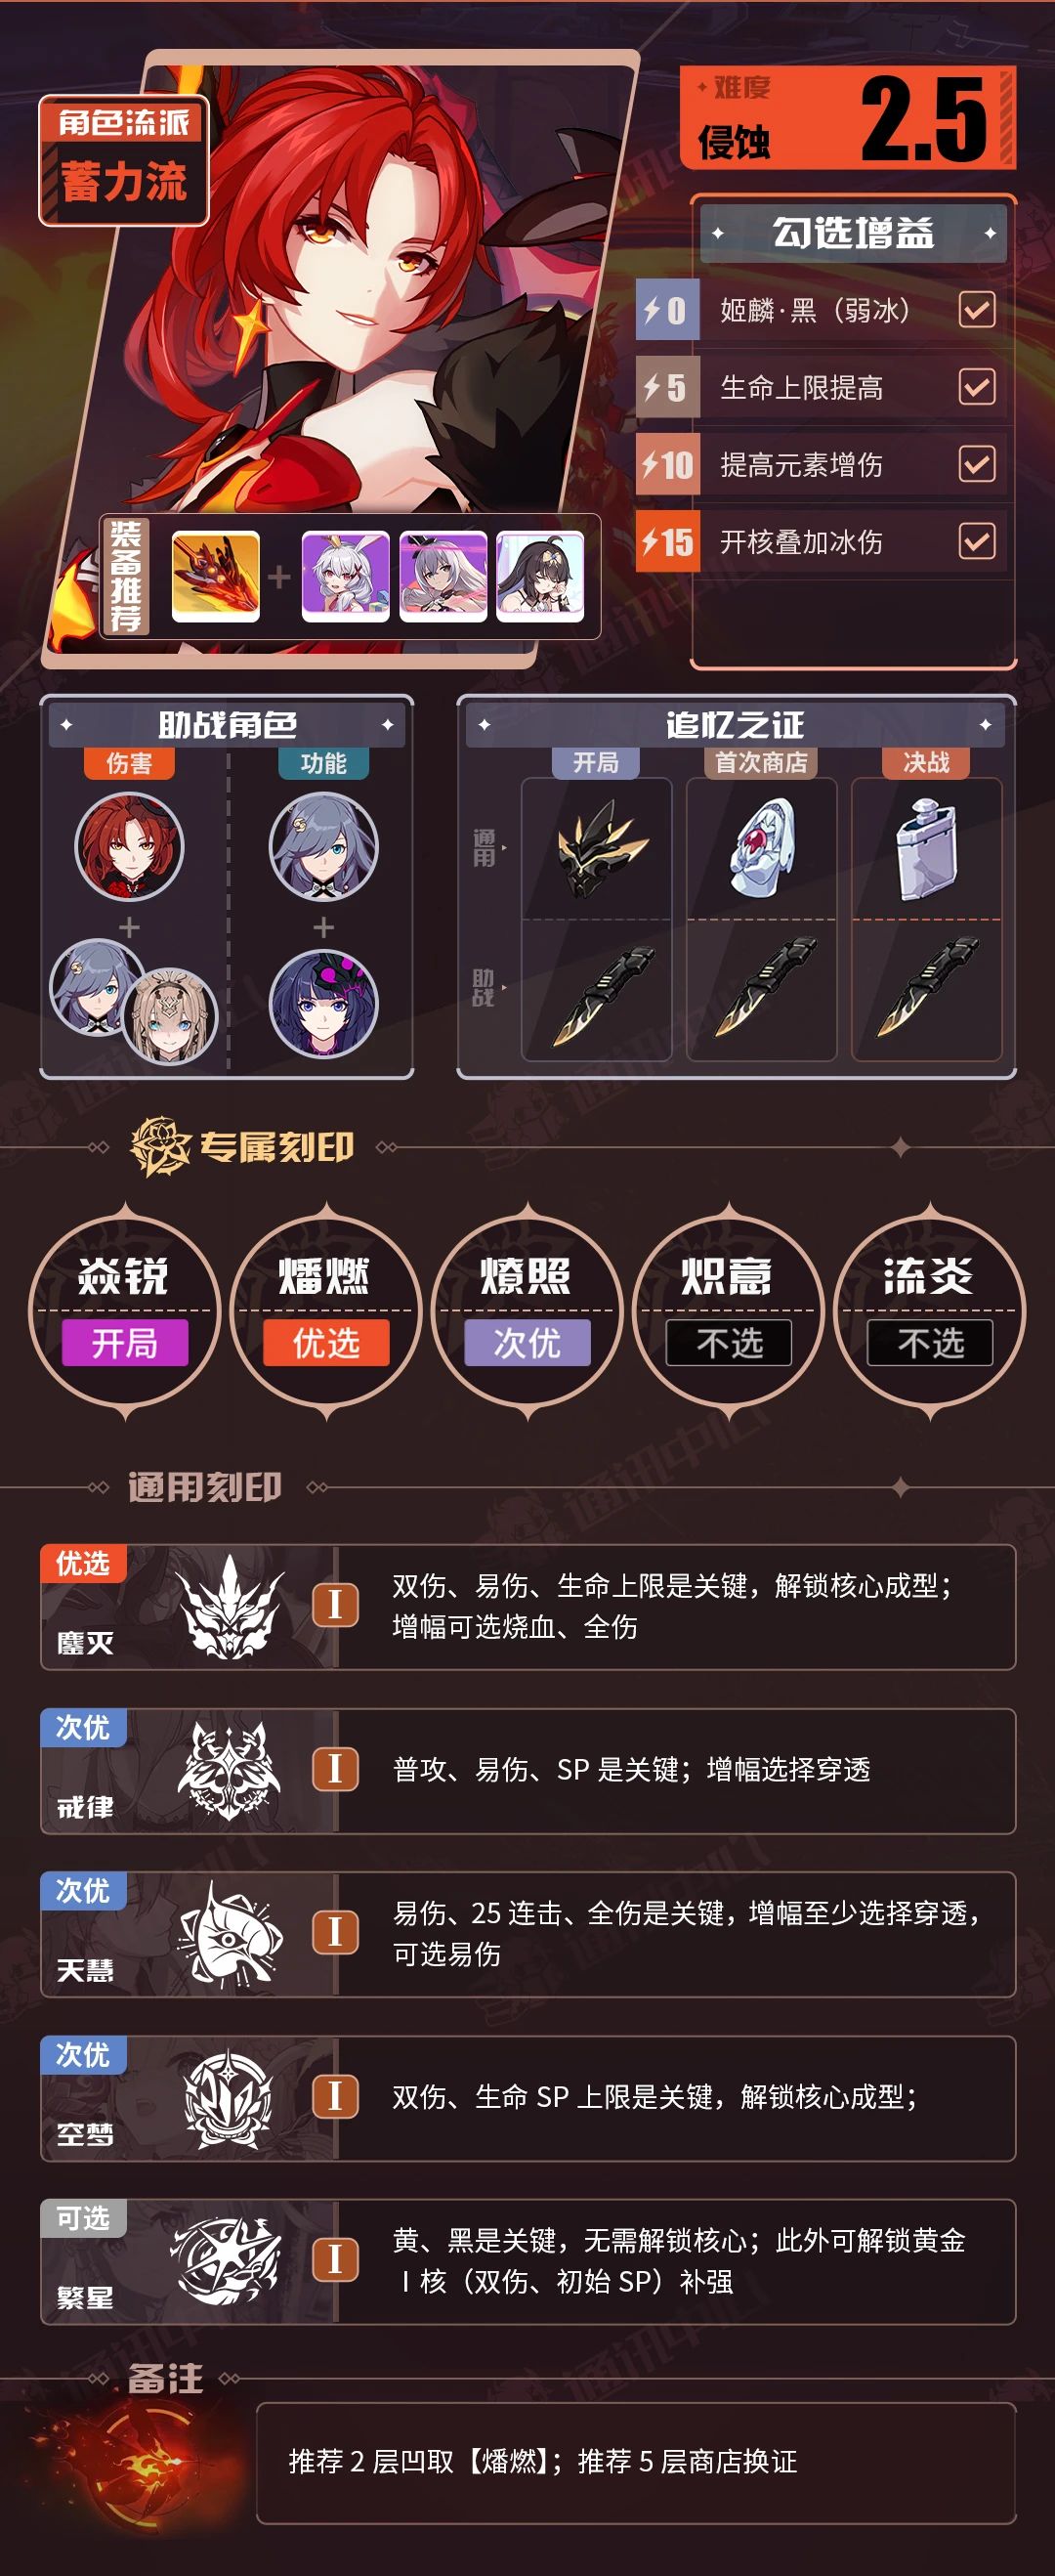 角色流派
蓄力流
难度
侵蚀
2.5
勾选增益
0 姬麟·黑（弱冰）
5 生命上限提高
10 提高元素增伤
15 开核叠加冰伤
装备推荐
助战角色
伤害 功能
追忆之证
开局 首次商店 决战
通用
助战
专属刻印
焱锐 燔燃 燎照 炽意 流炎
开局 优选 次优 不选 不选
通用刻印
优选
鏖灭
I
双伤、易伤、生命上限是关键，解锁核心成型；
增幅可选烧血、全伤
次优
戒律
I
普攻、易伤、SP 是关键；增幅选择穿透
次优
天慧
I
易伤、25 连击、全伤是关键，增幅至少选择穿透，
可选易伤
次优
空梦
I
双伤、生命 SP 上限是关键，解锁核心成型；
可选
繁星
I
黄、黑是关键，无需解锁核心；此外可解锁黄金
Ⅰ核（双伤、初始 SP）补强
备注
推荐 2 层凹取【燔燃】；推荐 5 层商店换证
通讯中心